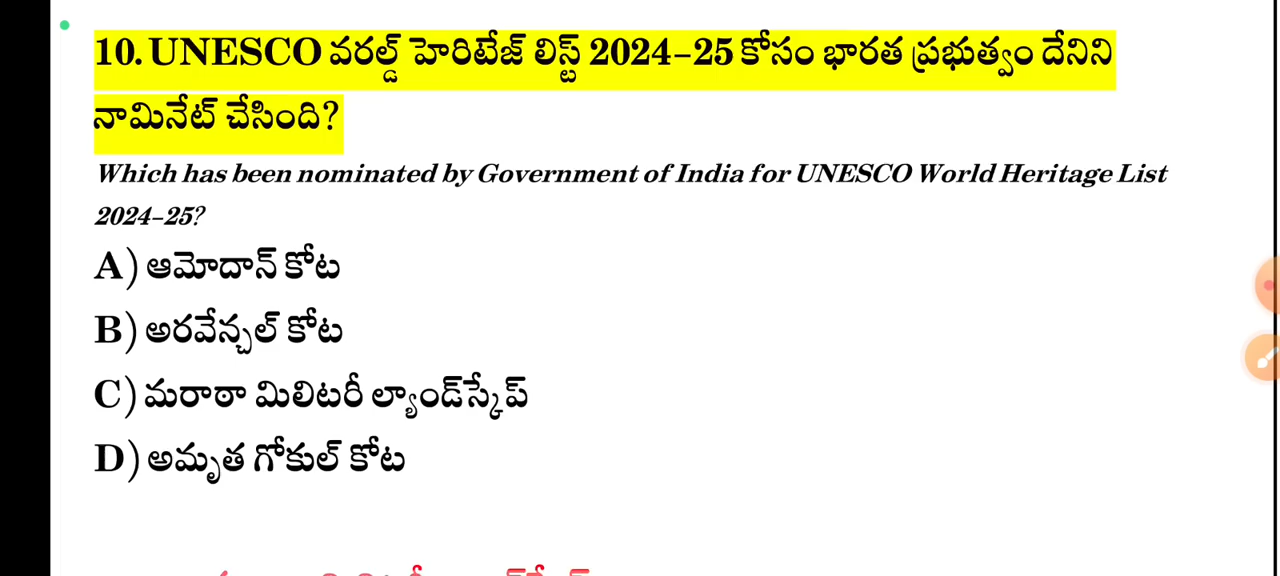 10. UNESCO వరల్డ్ హెరిటేజ్ లిస్ట్ 2024-25 కోసం భారత ప్రభుత్వం దేనిని
నామినేట్ చేసింది?
Which has been nominated by Government of India for UNESCO World Heritage List
2024-25?
A) ఆమోదాన్ కోట
B) అరవేన్చల్ కోట
C) మరాఠా మిలిటరీ ల్యాండ్‌స్కేప్
D) అమృత గోకుల్ కోట